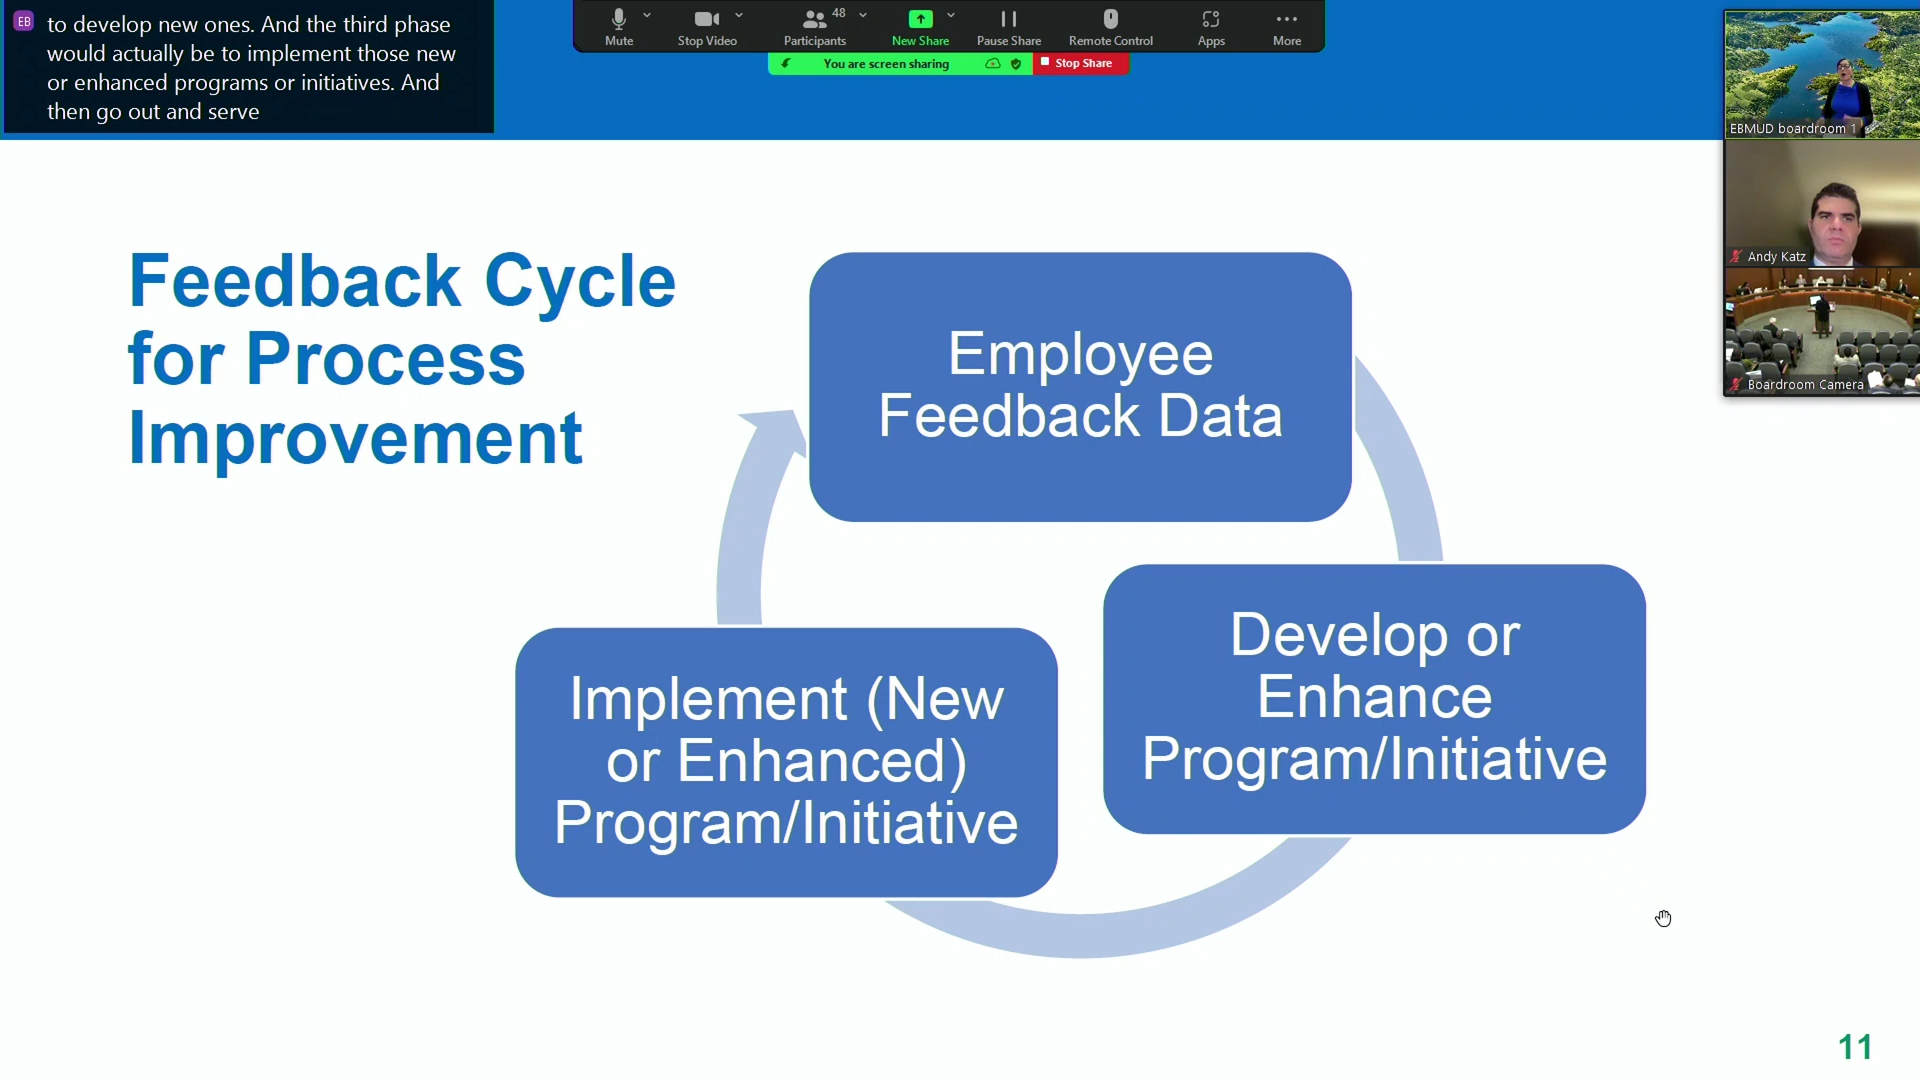 EB
to develop new ones. And the third phase
would actually be to implement those new
or enhanced programs or initiatives. And
then go out and serve
Mute
Stop Video
48
Participants
New Share
Pause Share
Remote Control
Apps
More
You are screen sharing
Stop Share
EBMUD boardroom 1
Andy Katz
Boardroom Camera
Feedback Cycle
for Process
Improvement
Employee
Feedback Data
Develop or
Enhance
Program/Initiative
Implement (New
or Enhanced)
Program/Initiative
11